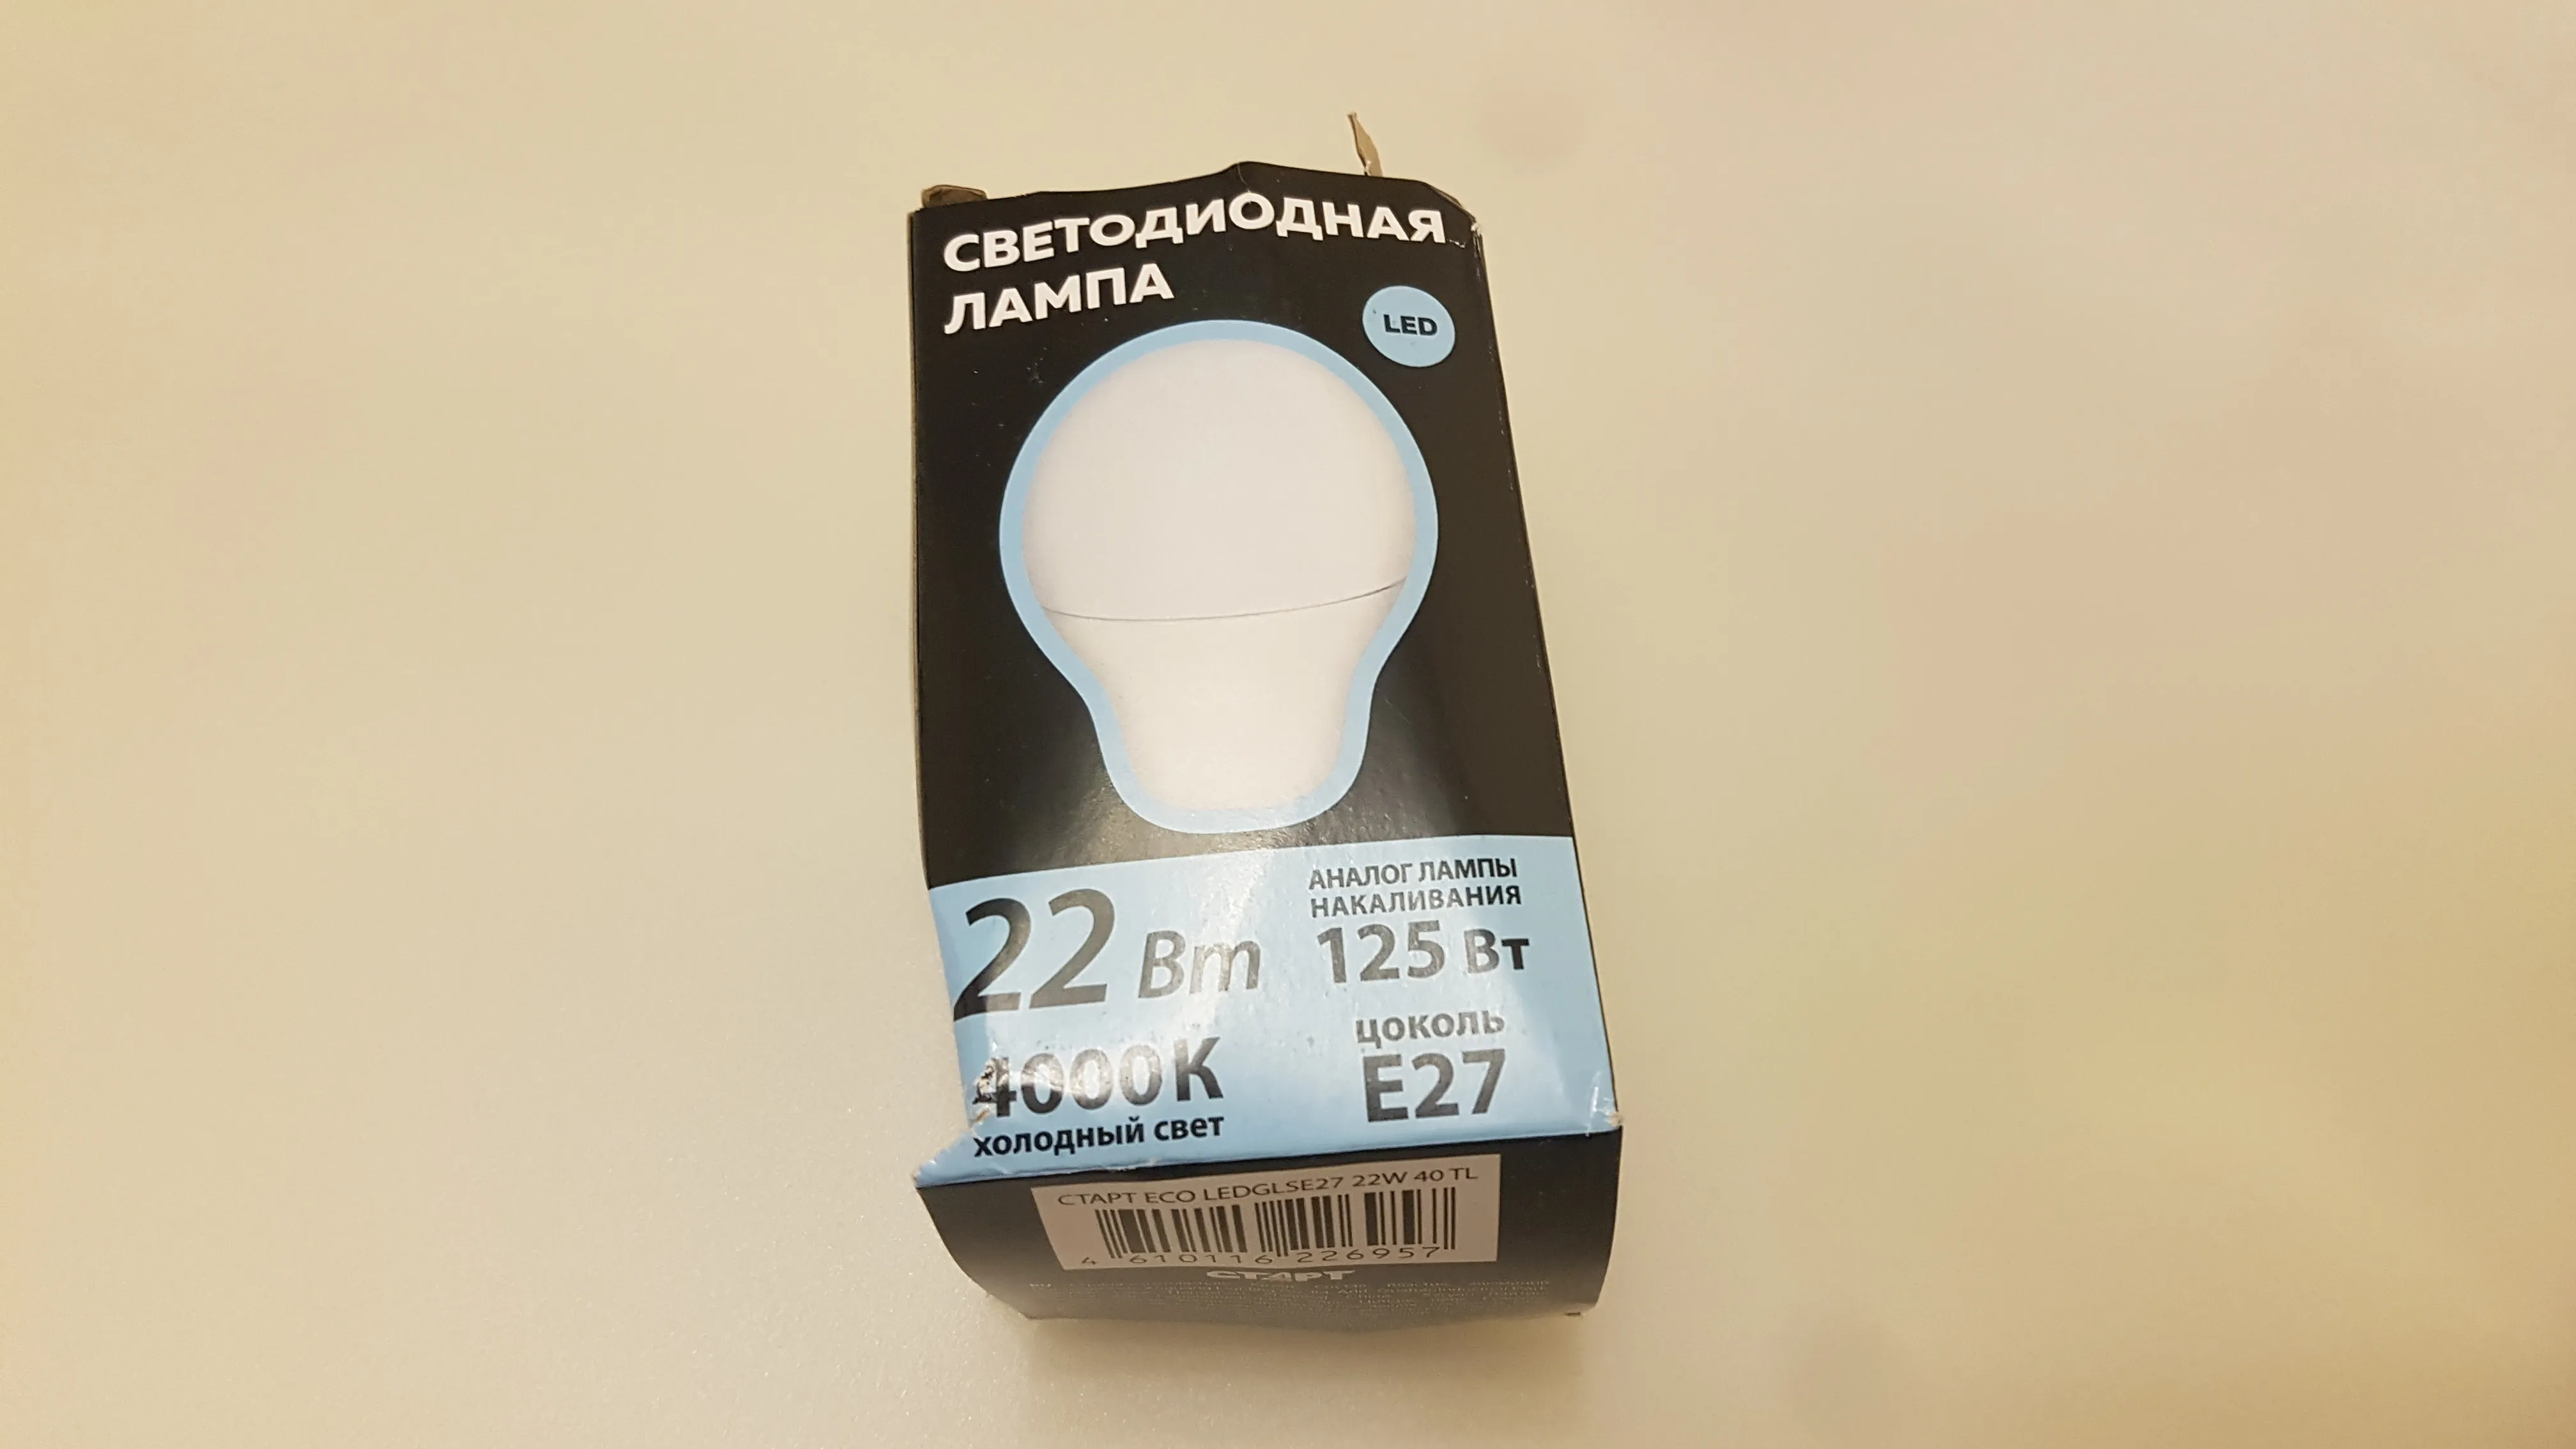 СВЕТОДИОДНАЯ
ЛАМПА
LED
22 Вт
АНАЛОГ ЛАМПЫ
НАКАЛИВАНИЯ
125 Вт
4000К
холодный свет
цоколь
E27
СТАРТ ECO LEDGLSE27 22W 40 TL
4 610116 226957
СТАРТ